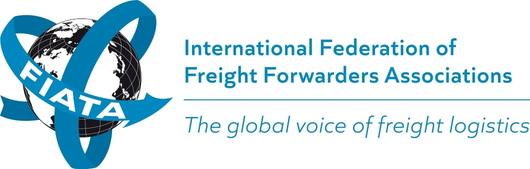 FIATA
International Federation of
Freight Forwarders Associations
The global voice of freight logistics